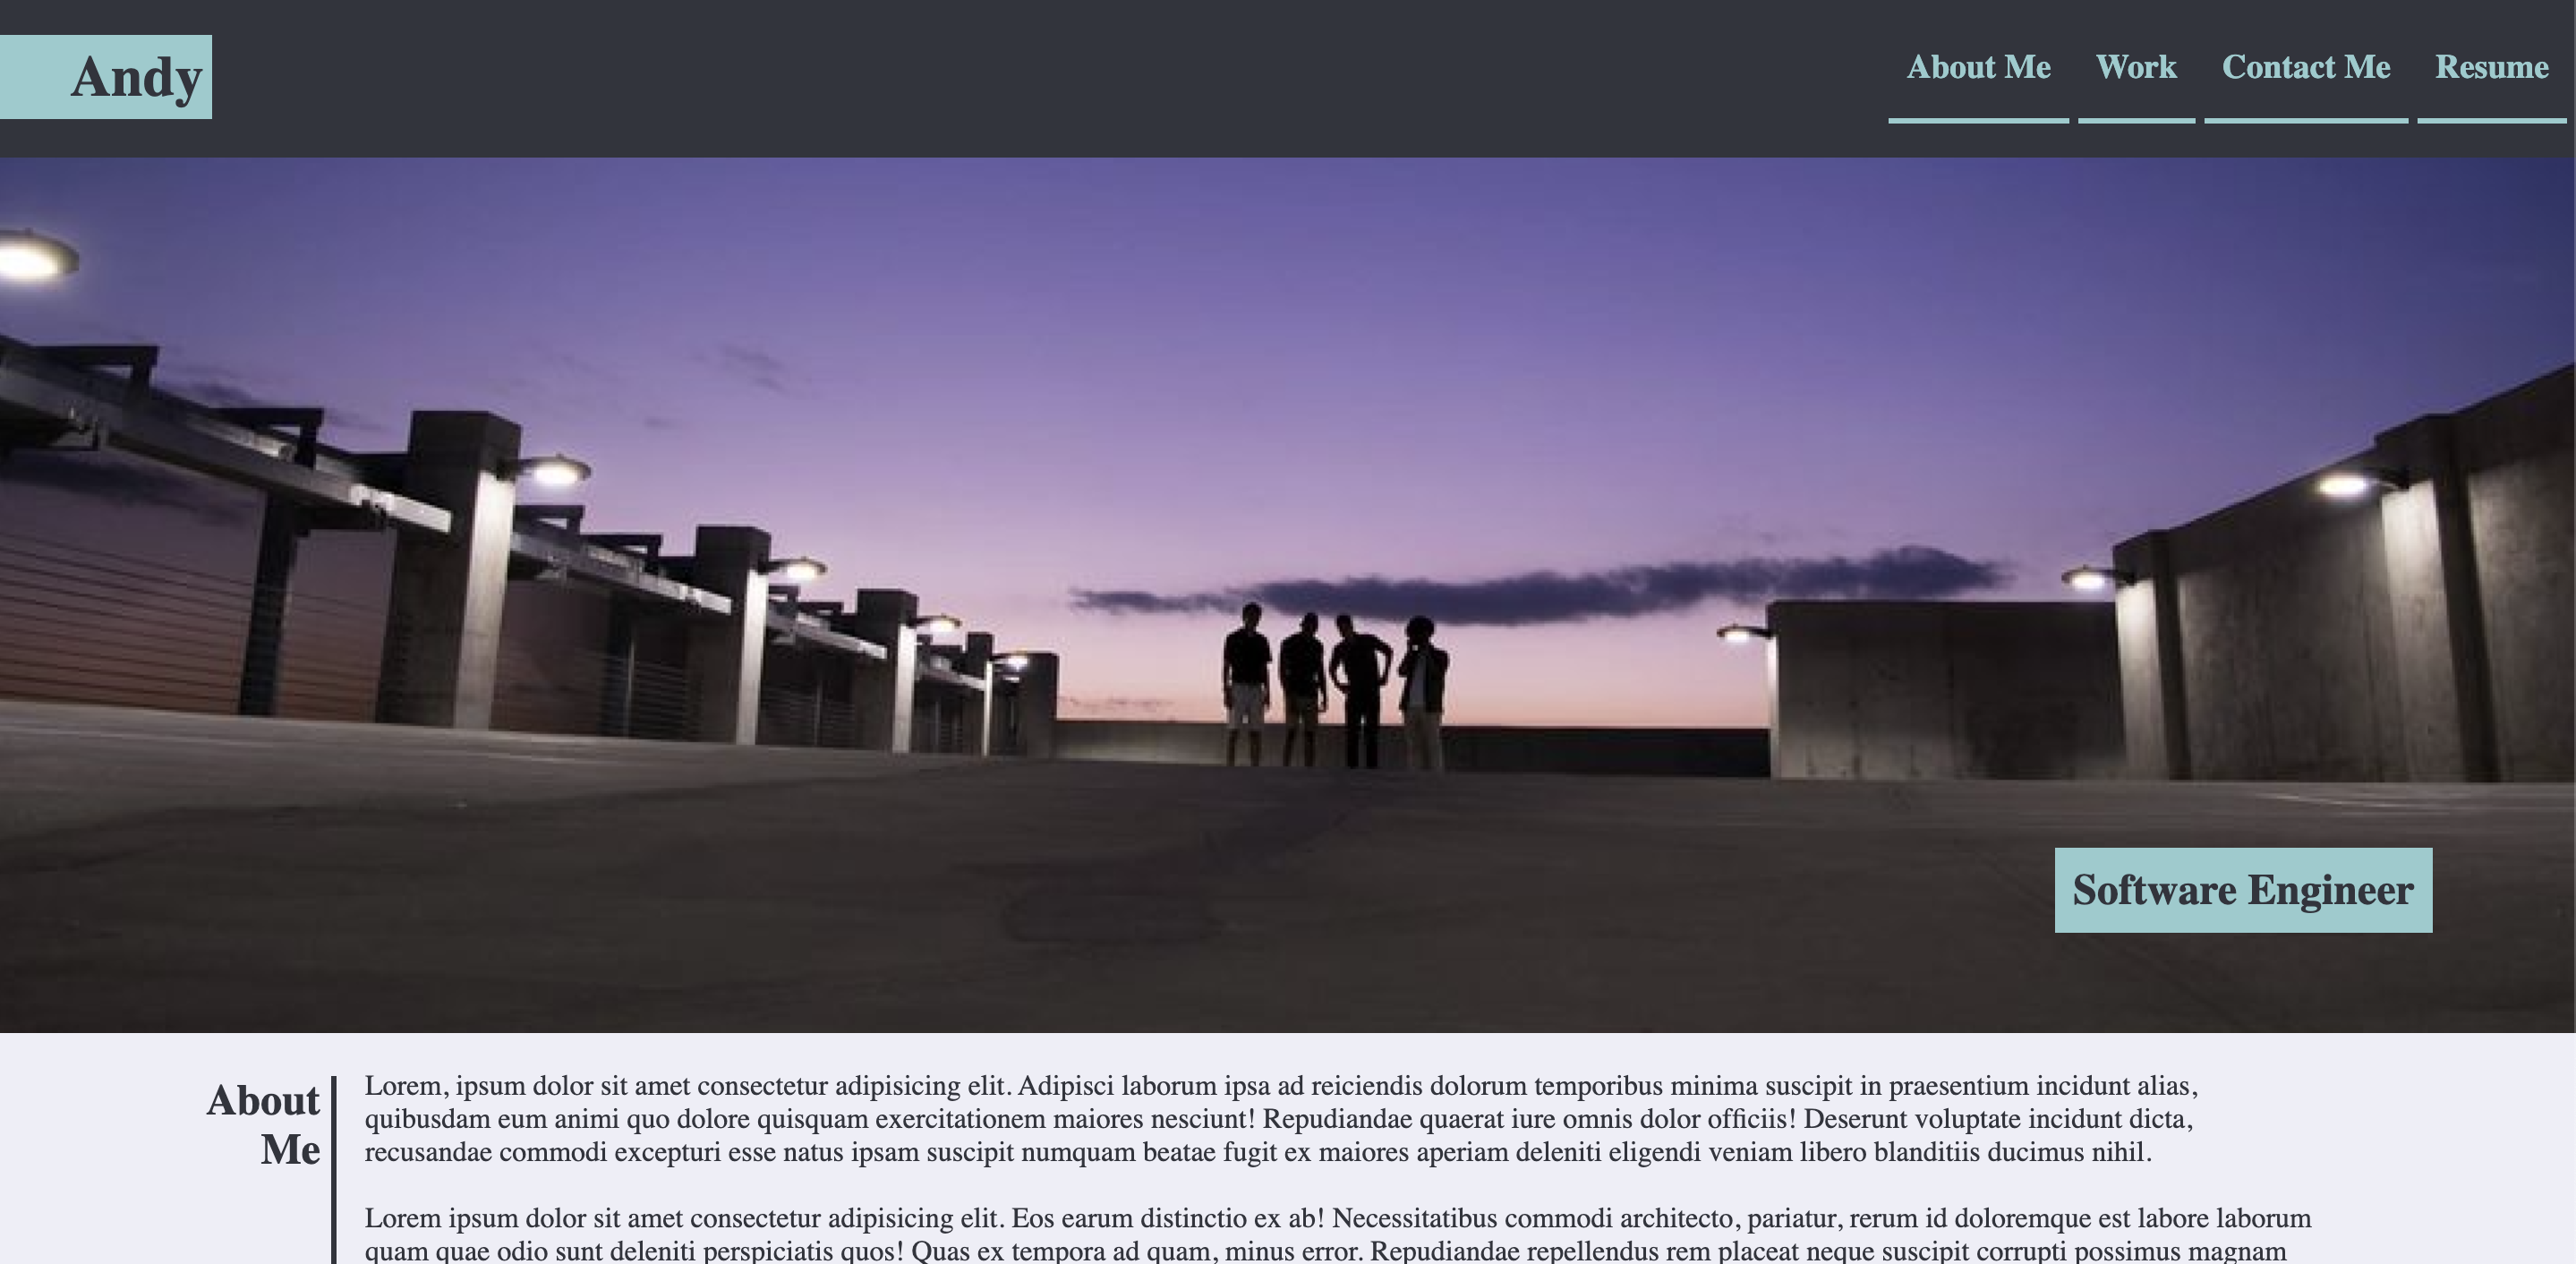 Andy
About Me
Work
Contact Me
Resume
Software Engineer
About
Me
Lorem, ipsum dolor sit amet consectetur adipisicing elit. Adipisci laborum ipsa ad reiciendis dolorum temporibus minima suscipit in praesentium incidunt alias,
quibusdam eum animi quo dolore quisquam exercitationem maiores nesciunt! Repudiandae quaerat iure omnis dolor officiis! Deserunt voluptate incidunt dicta,
recusandae commodi excepturi esse natus ipsam suscipit numquam beatae fugit ex maiores aperiam deleniti eligendi veniam libero blanditiis ducimus nihil.
Lorem ipsum dolor sit amet consectetur adipisicing elit. Eos earum distinctio ex ab! Necessitatibus commodi architecto, pariatur, rerum id doloremque est labore laborum
quam quae odio sunt deleniti perspiciatis quos! Quas ex tempora ad quam, minus error. Repudiandae repellendus rem placeat neque suscipit corrupti possimus magnam